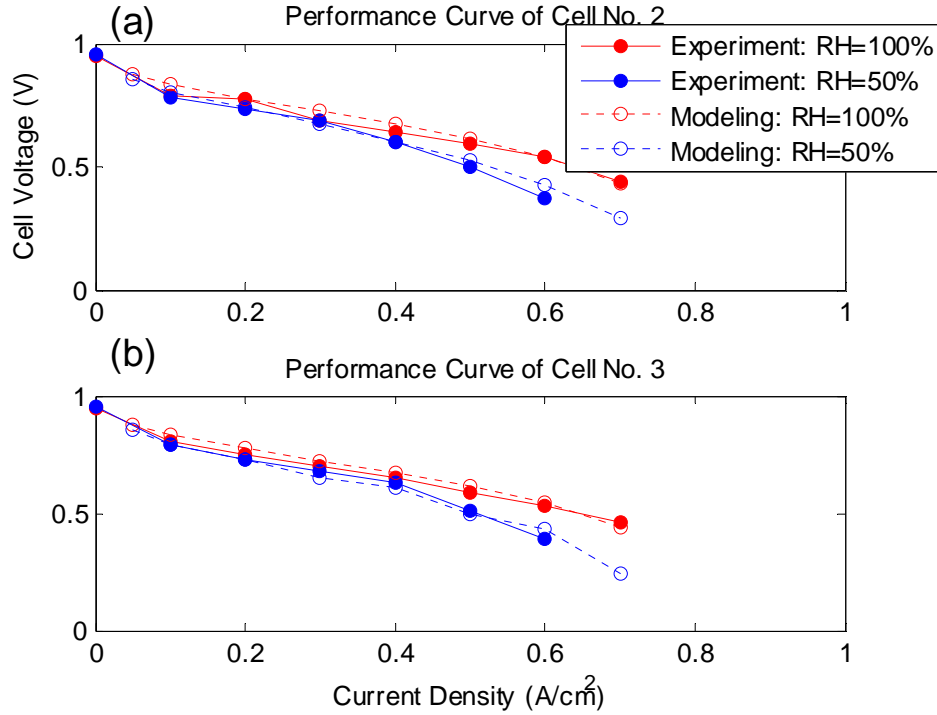 (a)
Performance Curve of Cell No. 2
Experiment: RH=100%
Experiment: RH=50%
Modeling: RH=100%
Modeling: RH=50%
Cell Voltage (V)
1
0.5
0
0 0.2 0.4 0.6 0.8 1
(b)
Performance Curve of Cell No. 3
1
0.5
0
0 0.2 0.4 0.6 0.8 1
Current Density (A/cm²)